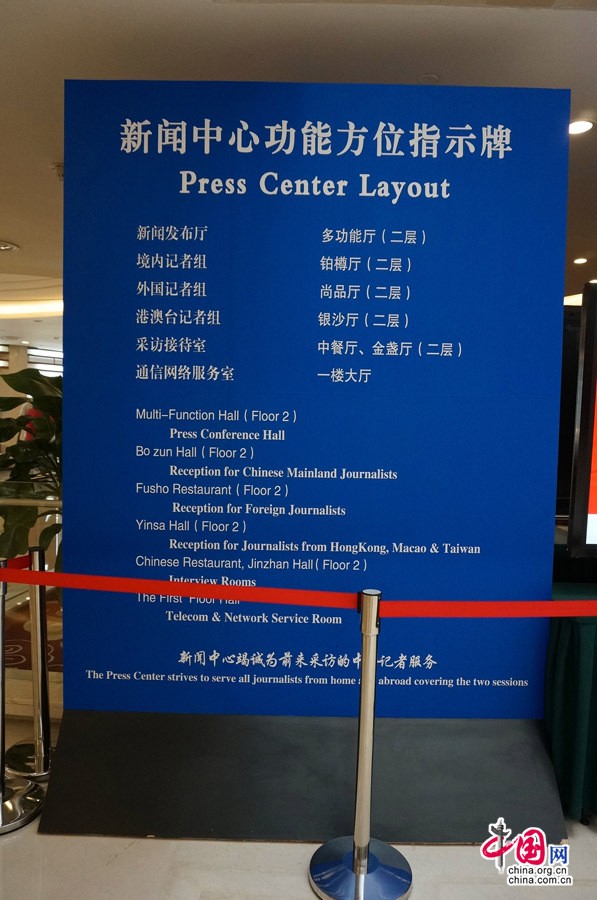 新闻中心功能方位指示牌
Press Center Layout
新闻发布厅 多功能厅（二层）
境内记者组 铂樽厅（二层）
外国记者组 尚品厅（二层）
港澳台记者组 银沙厅（二层）
采访接待室 中餐厅、金盏厅（二层）
通信网络服务室 一楼大厅
Multi-Function Hall ( Floor 2 )
Press Conference Hall
Bo zun Hall ( Floor 2 )
Reception for Chinese Mainland Journalists
Fusho Restaurant ( Floor 2 )
Reception for Foreign Journalists
Yinsa Hall ( Floor 2 )
Reception for Journalists from HongKong, Macao & Taiwan
Chinese Restaurant, Jinzhan Hall ( Floor 2 )
Interview Rooms
The First Floor Hall
Telecom & Network Service Room
新闻中心竭诚为前来采访的中 记者服务
The Press Center strives to serve all journalists from home abroad covering the two sessions
中国网
china.org.cn
china.com.cn